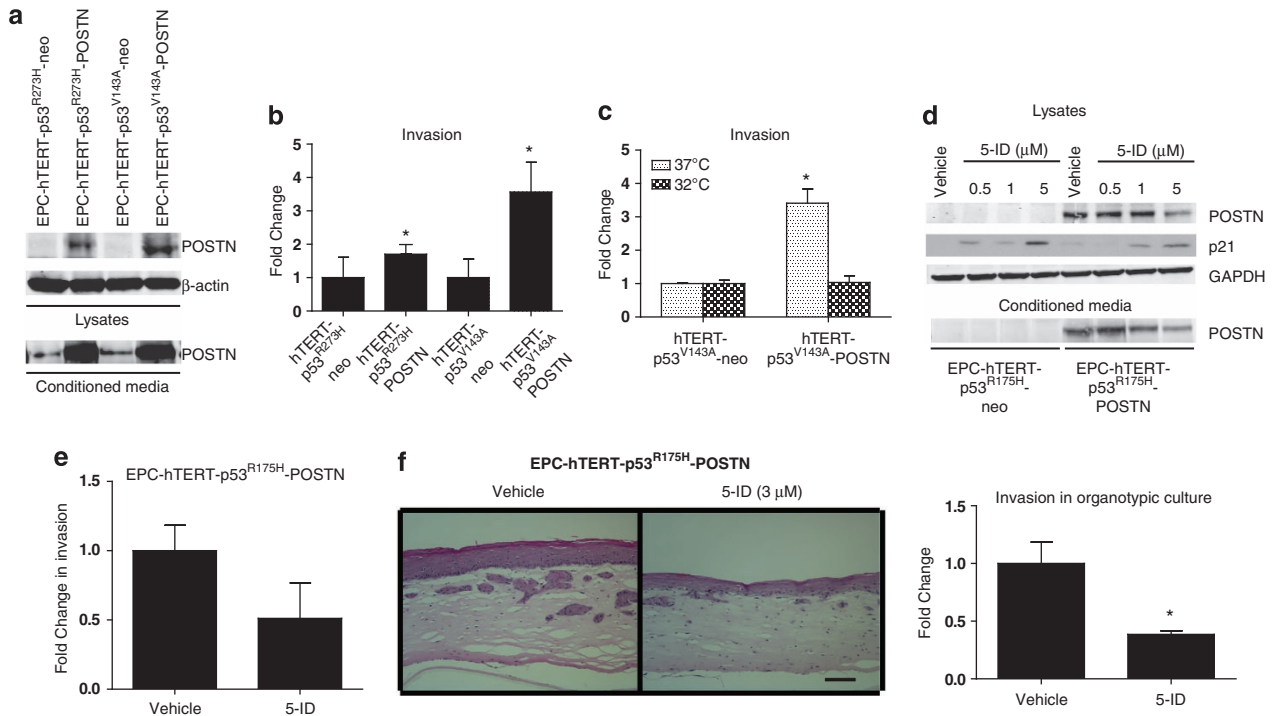 a
EPC-hTERT-p53R273H-neo
EPC-hTERT-p53R273H-POSTN
EPC-hTERT-p53V143A-neo
EPC-hTERT-p53V143A-POSTN
POSTN
β-actin
Lysates
POSTN
Conditioned media
b
Invasion
Fold Change
5
4
3
2
1
0
*
*
hTERT-
p53R273H
neo
hTERT-
p53R273H
POSTN
hTERT-
p53V143A
neo
hTERT-
p53V143A
POSTN
c
Invasion
Fold Change
5
4
3
2
1
0
37°C
32°C
*
hTERT-
p53V143A-neo
hTERT-
p53V143A-POSTN
d
Lysates
Vehicle
5-ID (μM)
0.5 1 5
Vehicle
5-ID (μM)
0.5 1 5
POSTN
p21
GAPDH
Conditioned media
POSTN
EPC-hTERT-
p53R175H-
neo
EPC-hTERT-
p53R175H-
POSTN
e
EPC-hTERT-p53R175H-POSTN
Fold Change in invasion
1.5
1.0
0.5
0.0
Vehicle
5-ID
f
EPC-hTERT-p53R175H-POSTN
Vehicle
5-ID (3 μM)
Invasion in organotypic culture
Fold Change
1.5
1.0
0.5
0.0
*
Vehicle
5-ID